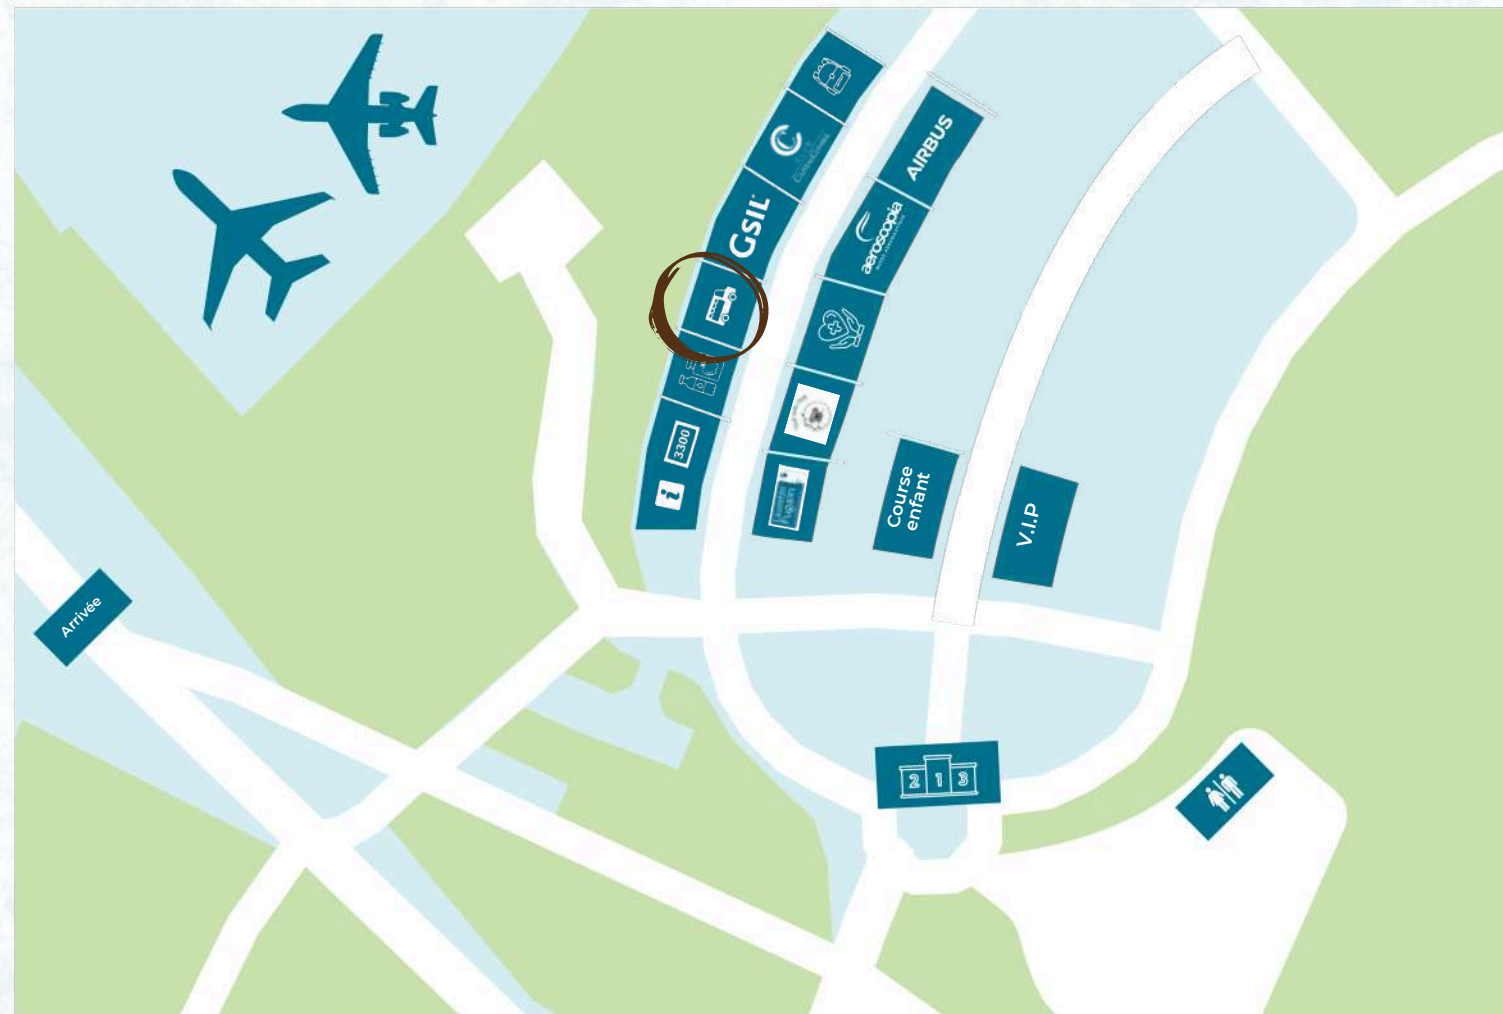 AIRBUS
C
GSIL
aeroscopia
3300
i
Course
enfant
V.I.P
Arrivée
2 1 3